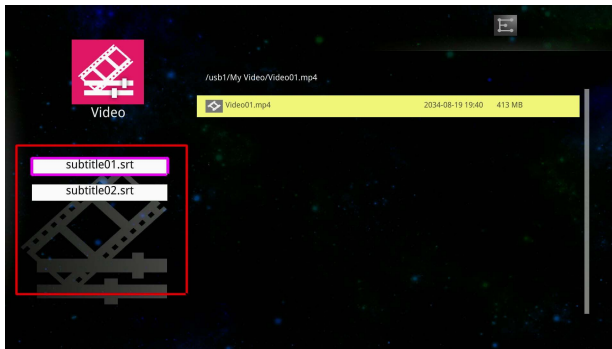 /usb1/My Video/Video01.mp4
Video
Video01.mp4 2034-08-19 19:40 413 MB
subtitle01.srt
subtitle02.srt